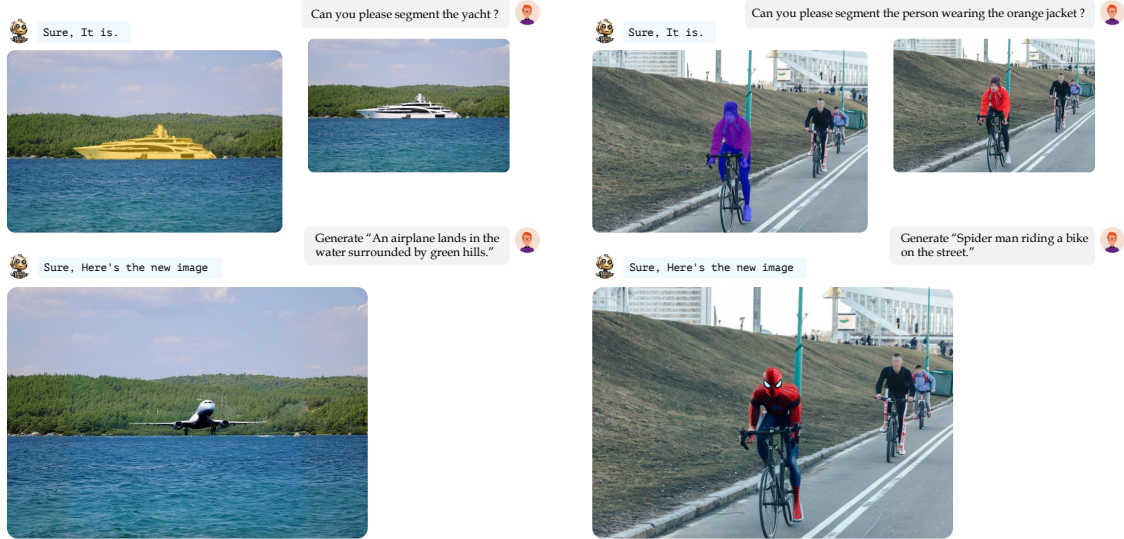 Can you please segment the yacht ?
Sure, It is.
Generate “An airplane lands in the
water surrounded by green hills.”
Sure, Here's the new image
Can you please segment the person wearing the orange jacket ?
Sure, It is.
Generate “Spider man riding a bike
on the street.”
Sure, Here's the new image